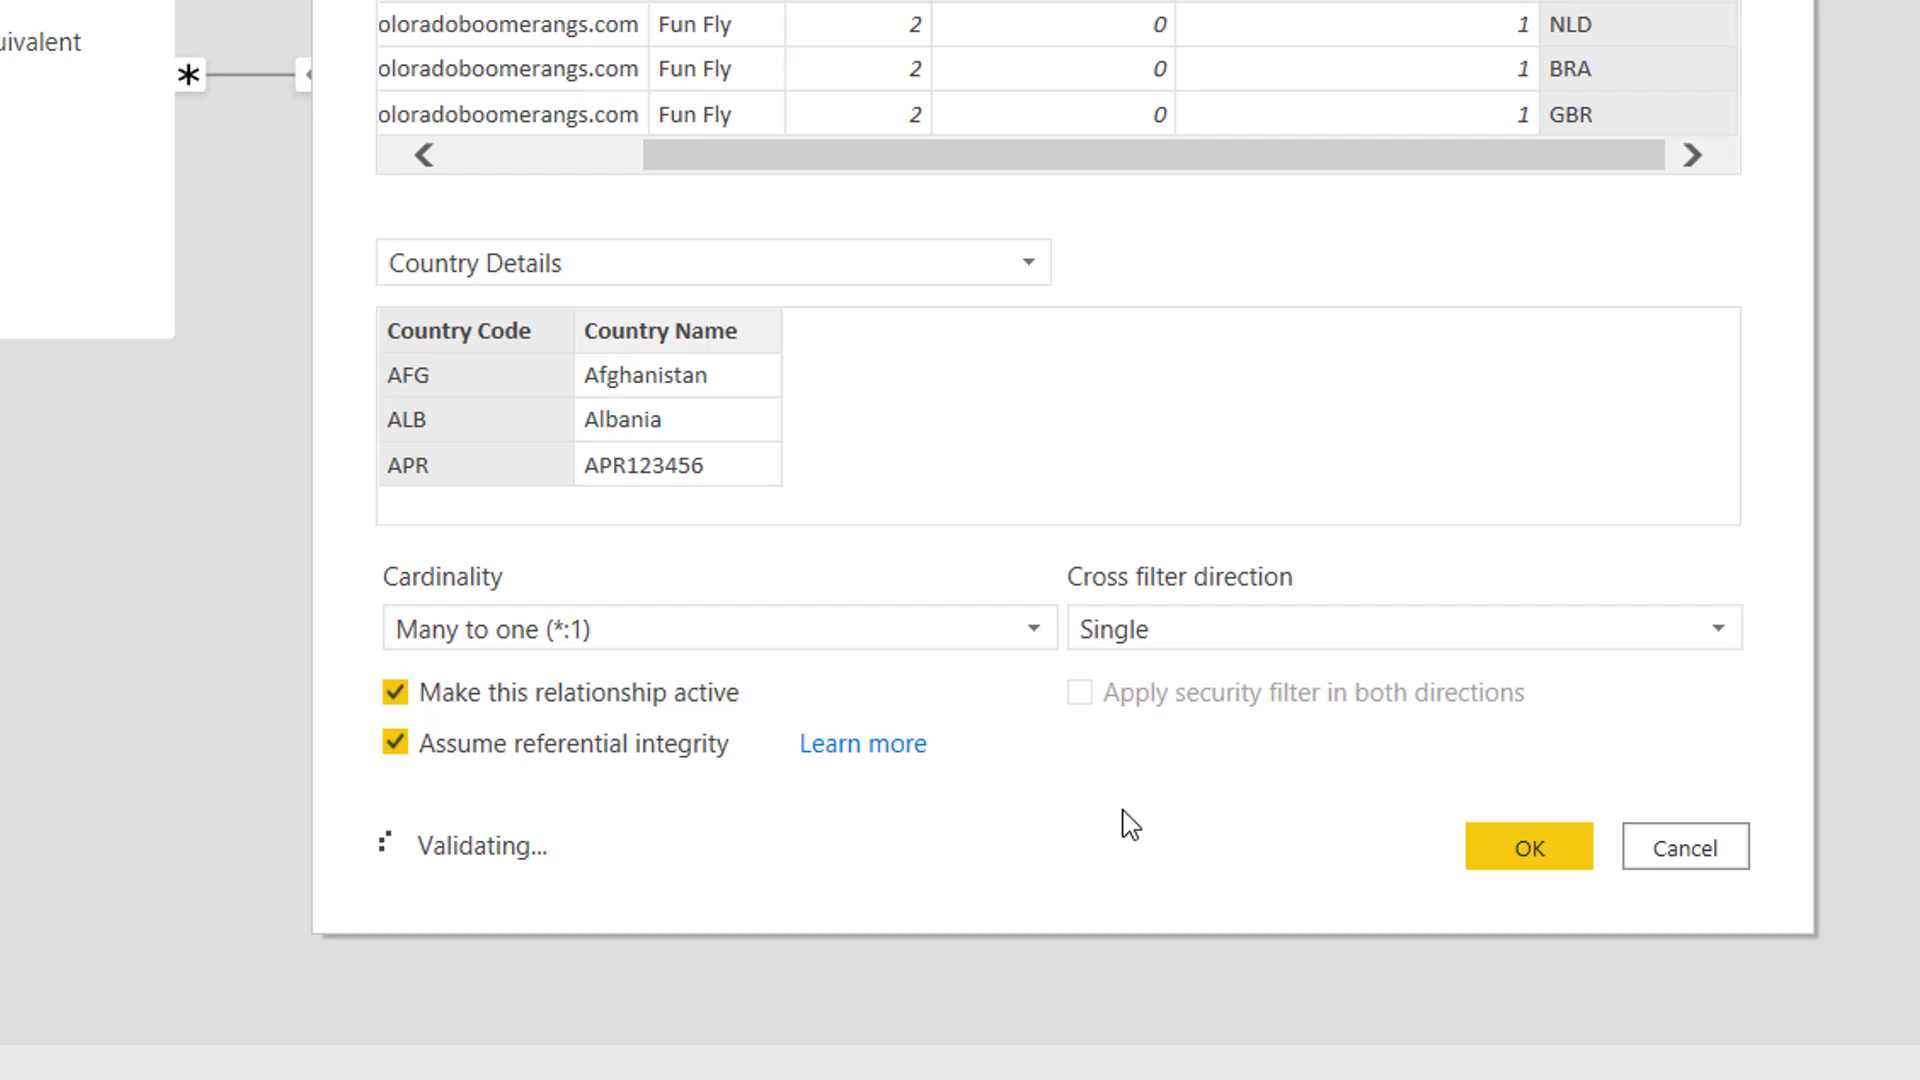 uivalent
*
oloradoboomerangs.com Fun Fly 2 0 1 NLD
oloradoboomerangs.com Fun Fly 2 0 1 BRA
oloradoboomerangs.com Fun Fly 2 0 1 GBR
Country Details
Country Code Country Name
AFG Afghanistan
ALB Albania
APR APR123456
Cardinality Cross filter direction
Many to one (*:1) Single
Make this relationship active Apply security filter in both directions
Assume referential integrity Learn more
Validating... OK Cancel